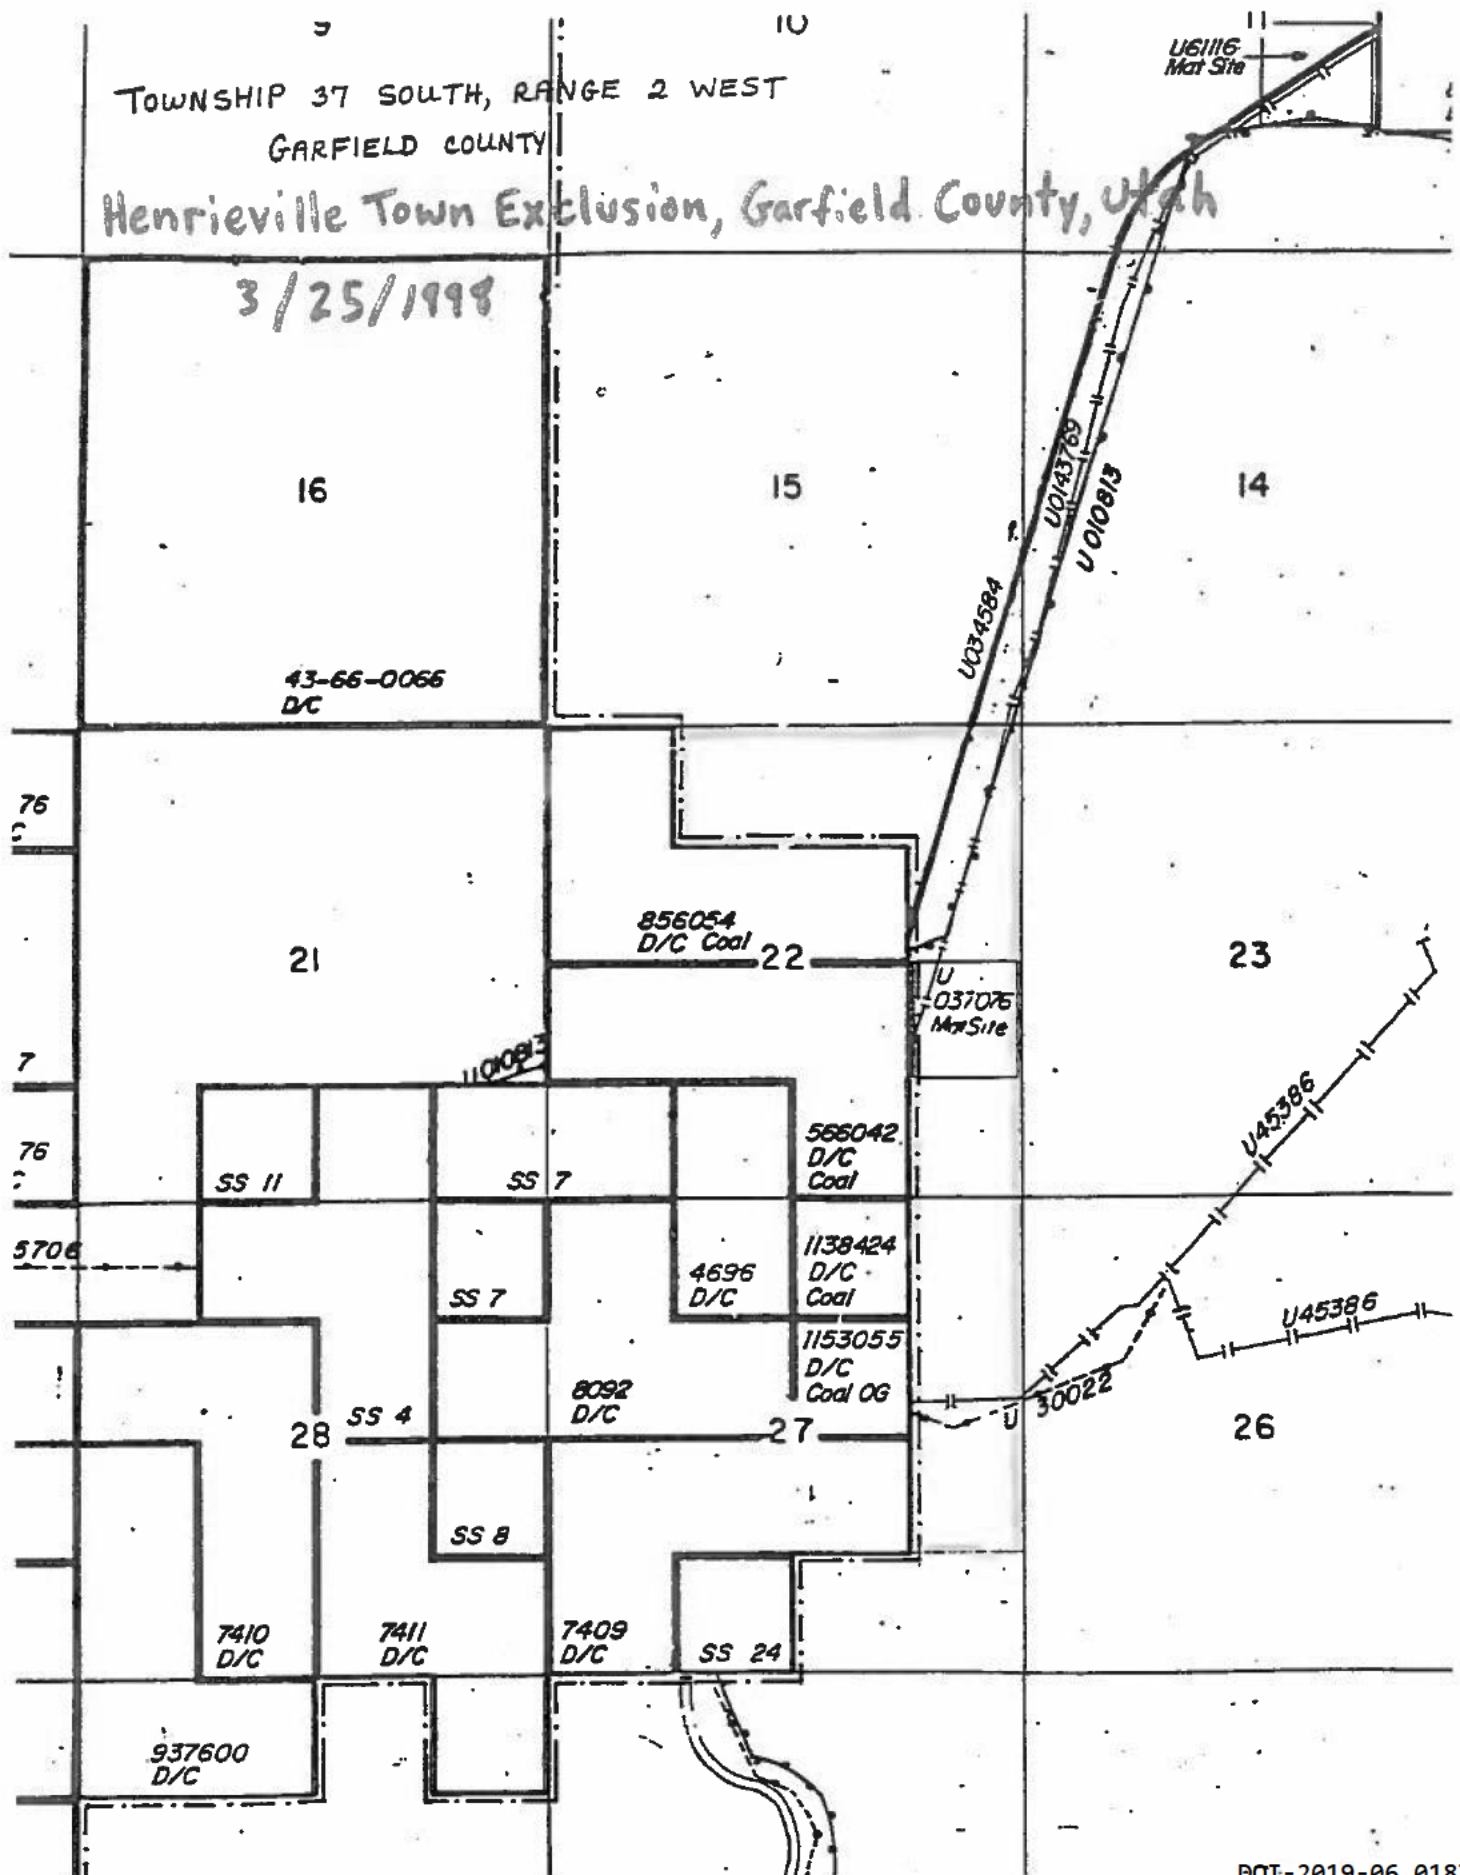 9
10
11
U61116
Mat Site
TOWNSHIP 37 SOUTH, RANGE 2 WEST
GARFIELD COUNTY
Henrieville Town Exclusion, Garfield County, Utah
3/25/1998
16
15
14
U0143769
U010813
U034584
43-66-0066
D/C
76
21
856054
D/C Coal
22
23
U
037076
Mat Site
7
U010813
U45386
76
SS 11
SS 7
566042
D/C
Coal
5706
SS 7
4696
D/C
1138424
D/C
Coal
U45386
1153055
D/C
Coal OG
8092
D/C
SS 4
U 30022
28
27
26
SS 8
7410
D/C
7411
D/C
7409
D/C
SS 24
937600
D/C